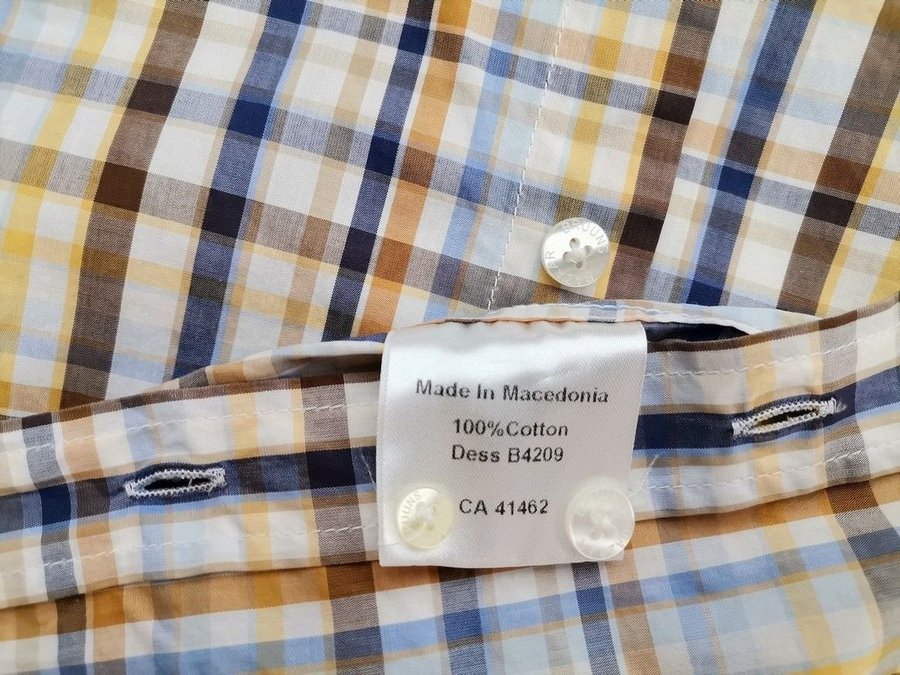 Made In Macedonia
100%Cotton
Dess B4209
CA 41462